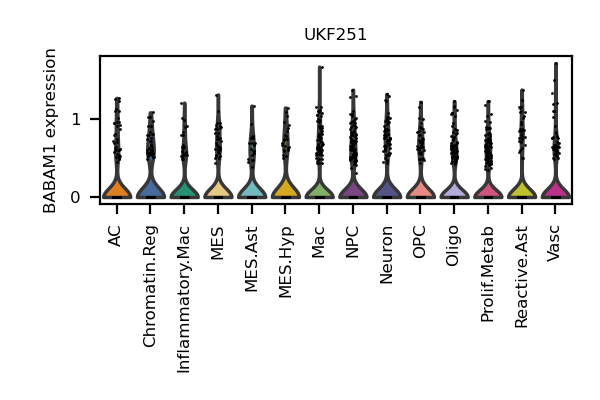 UKF251
BABAM1 expression
1
0
AC
Chromatin.Reg
Inflammatory.Mac
MES
MES.Ast
MES.Hyp
Mac
NPC
Neuron
OPC
Oligo
Prolif.Metab
Reactive.Ast
Vasc